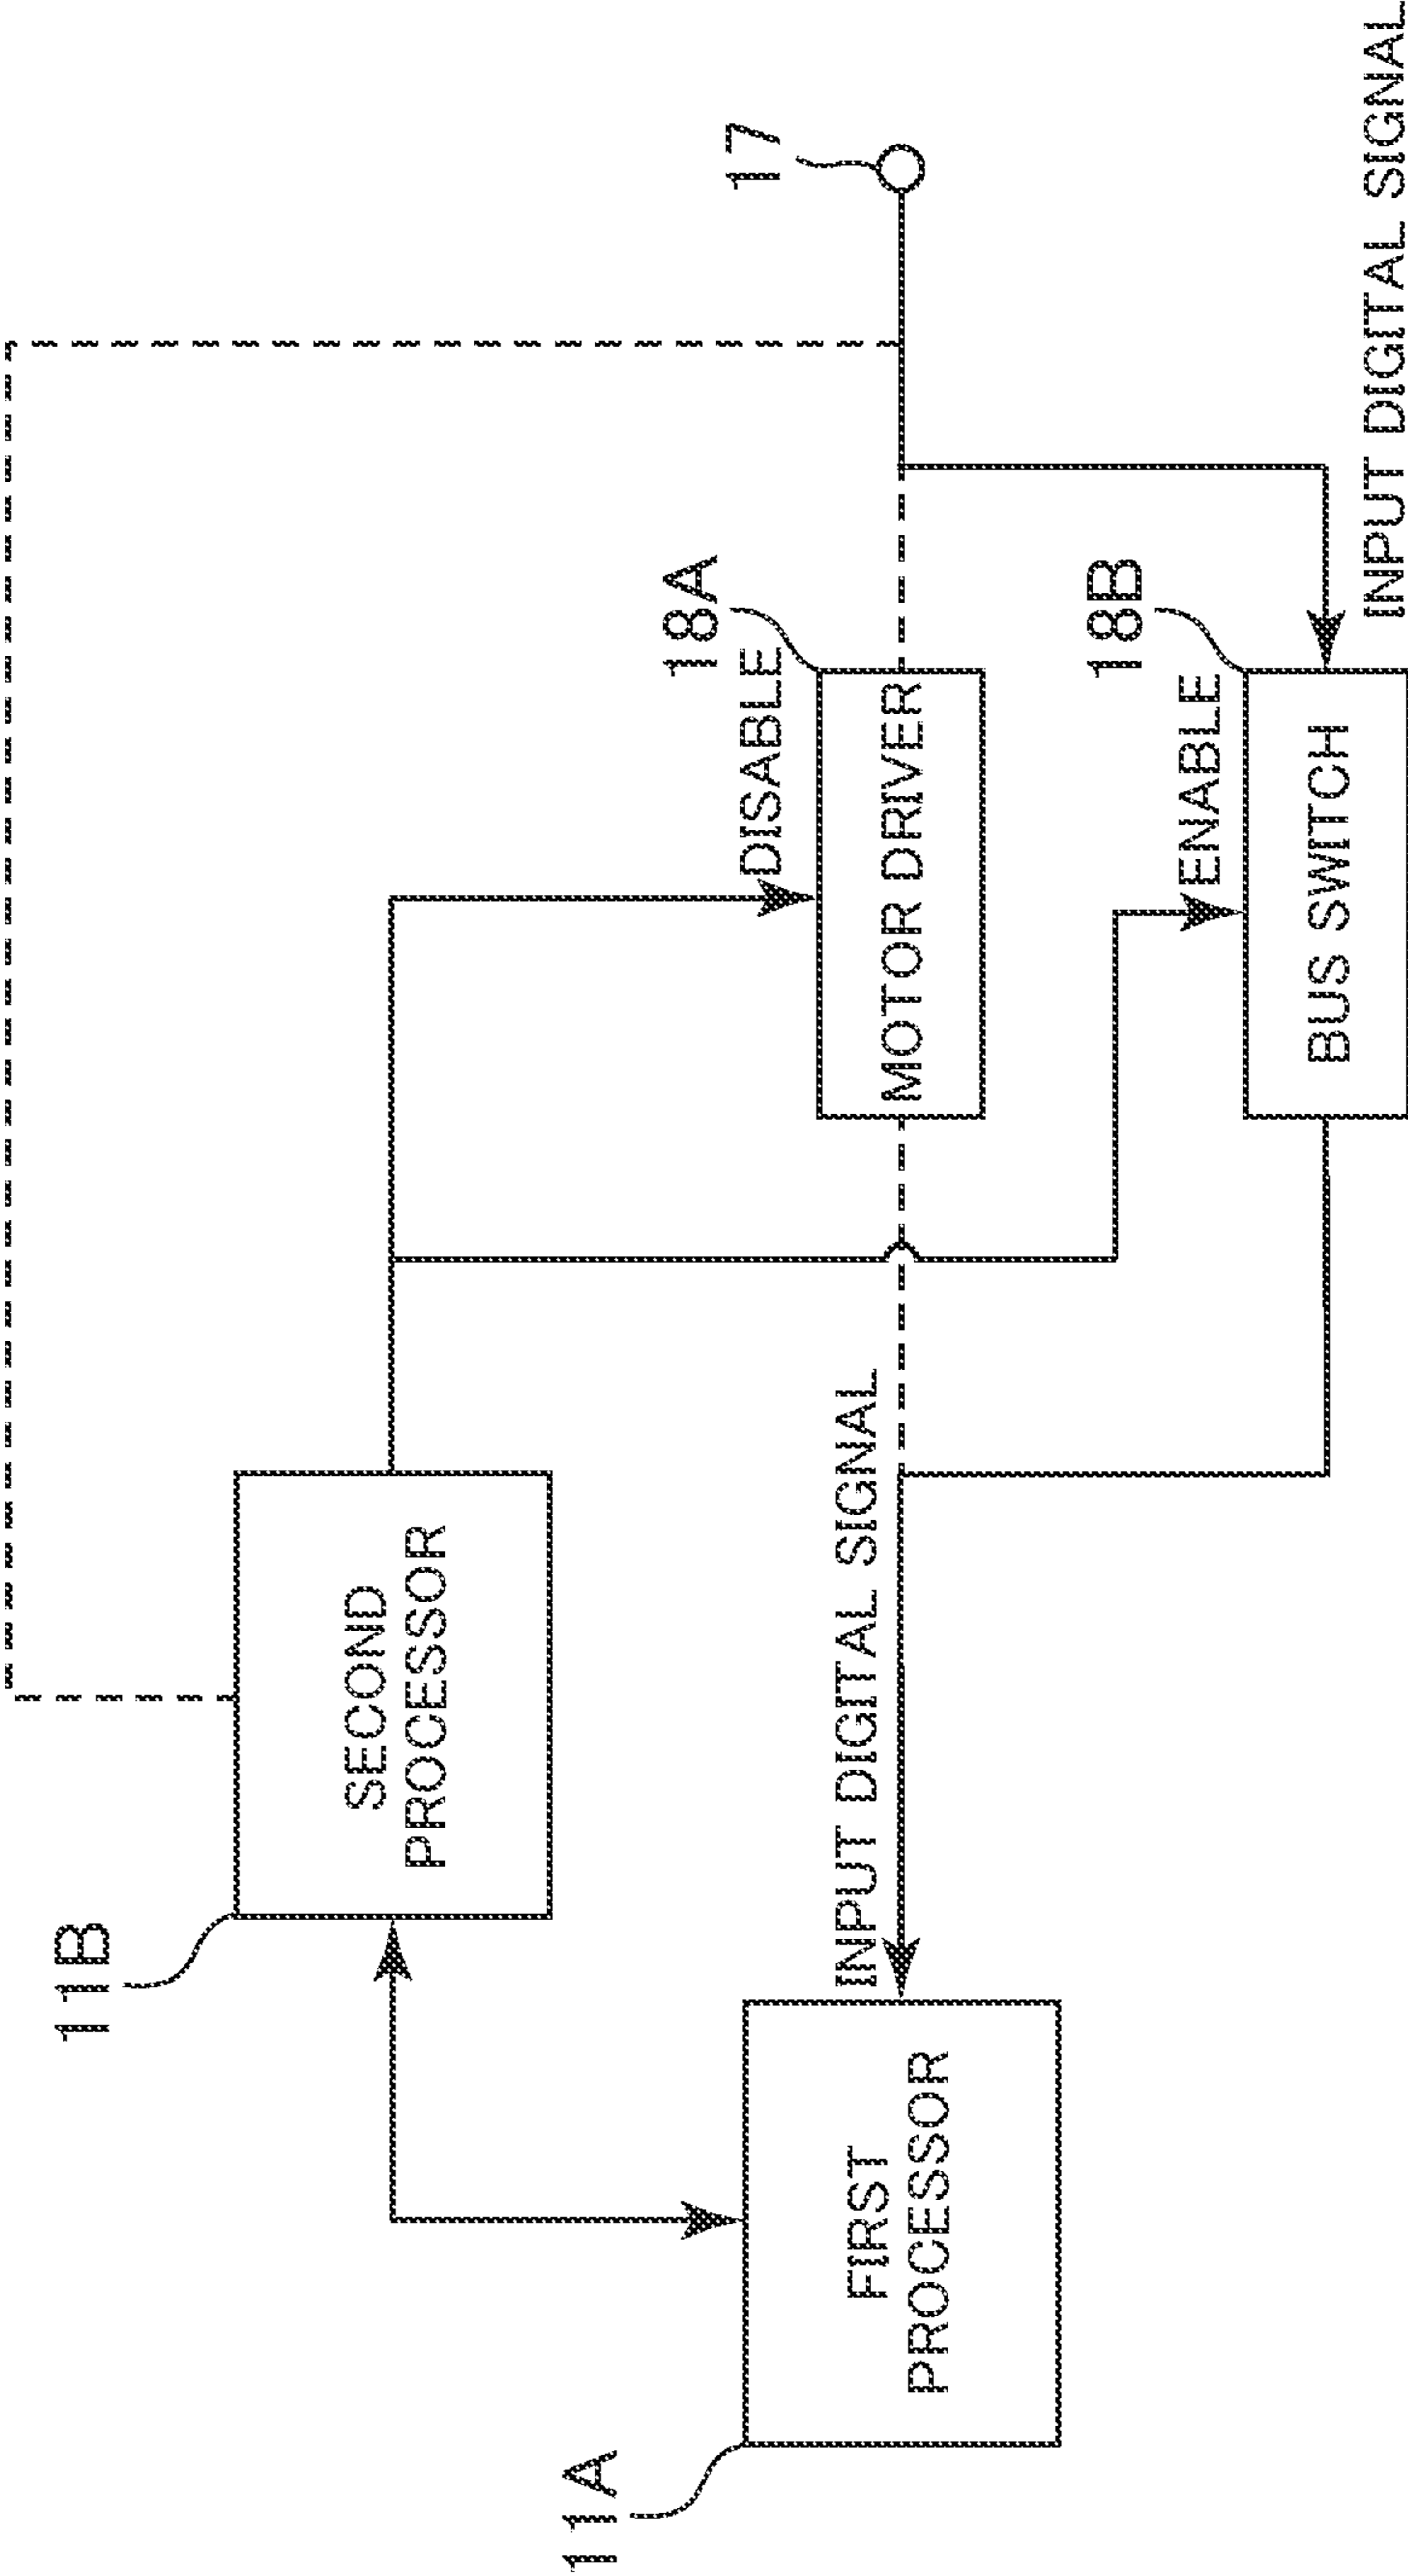 11B
SECOND
PROCESSOR
17
18A
DISABLE
MOTOR DRIVER
11A
FIRST
PROCESSOR
INPUT DIGITAL SIGNAL
18B
ENABLE
BUS SWITCH
INPUT DIGITAL SIGNAL